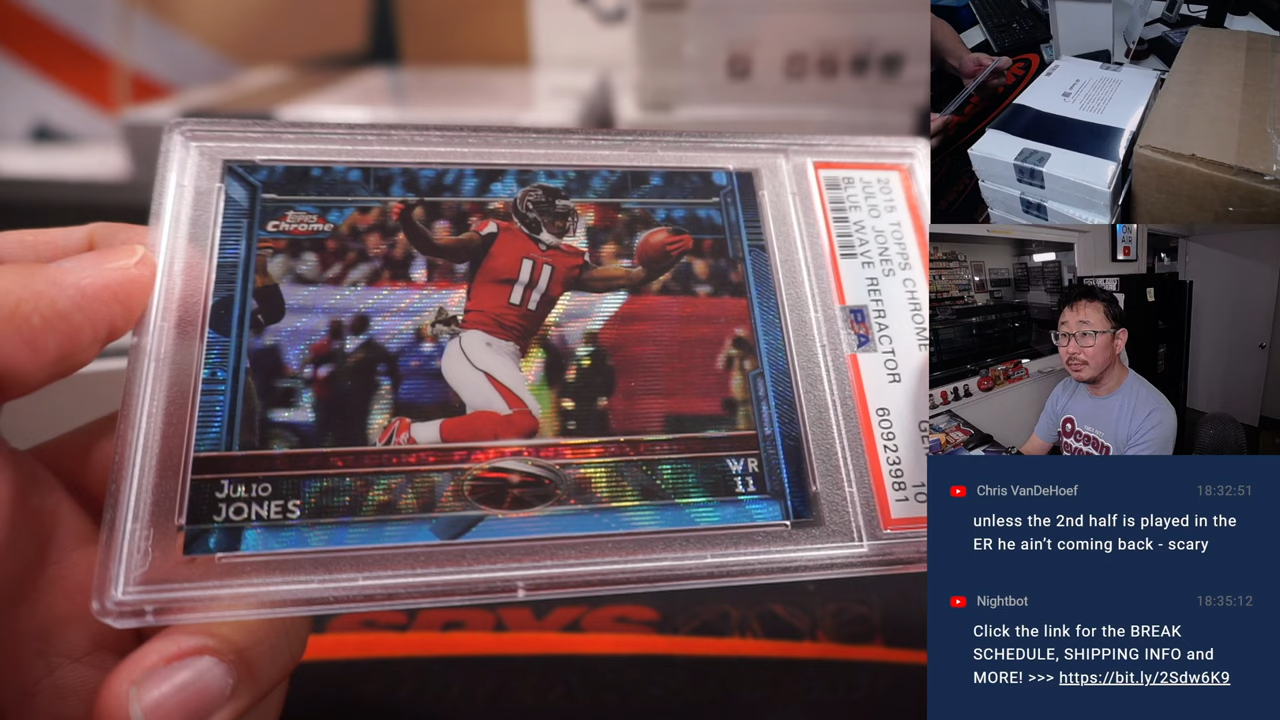 TOPPS
Chrome
11
JULIO
JONES
WR
11
2015 TOPPS CHROME
JULIO JONES
BLUE WAVE REFRACTOR
PSA
10
60923981
ON
AIR
Ocean
Chris VanDeHoef
18:32:51
unless the 2nd half is played in the
ER he ain’t coming back - scary
Nightbot
18:35:12
Click the link for the BREAK
SCHEDULE, SHIPPING INFO and
MORE! >>> https://bit.ly/2Sdw6K9